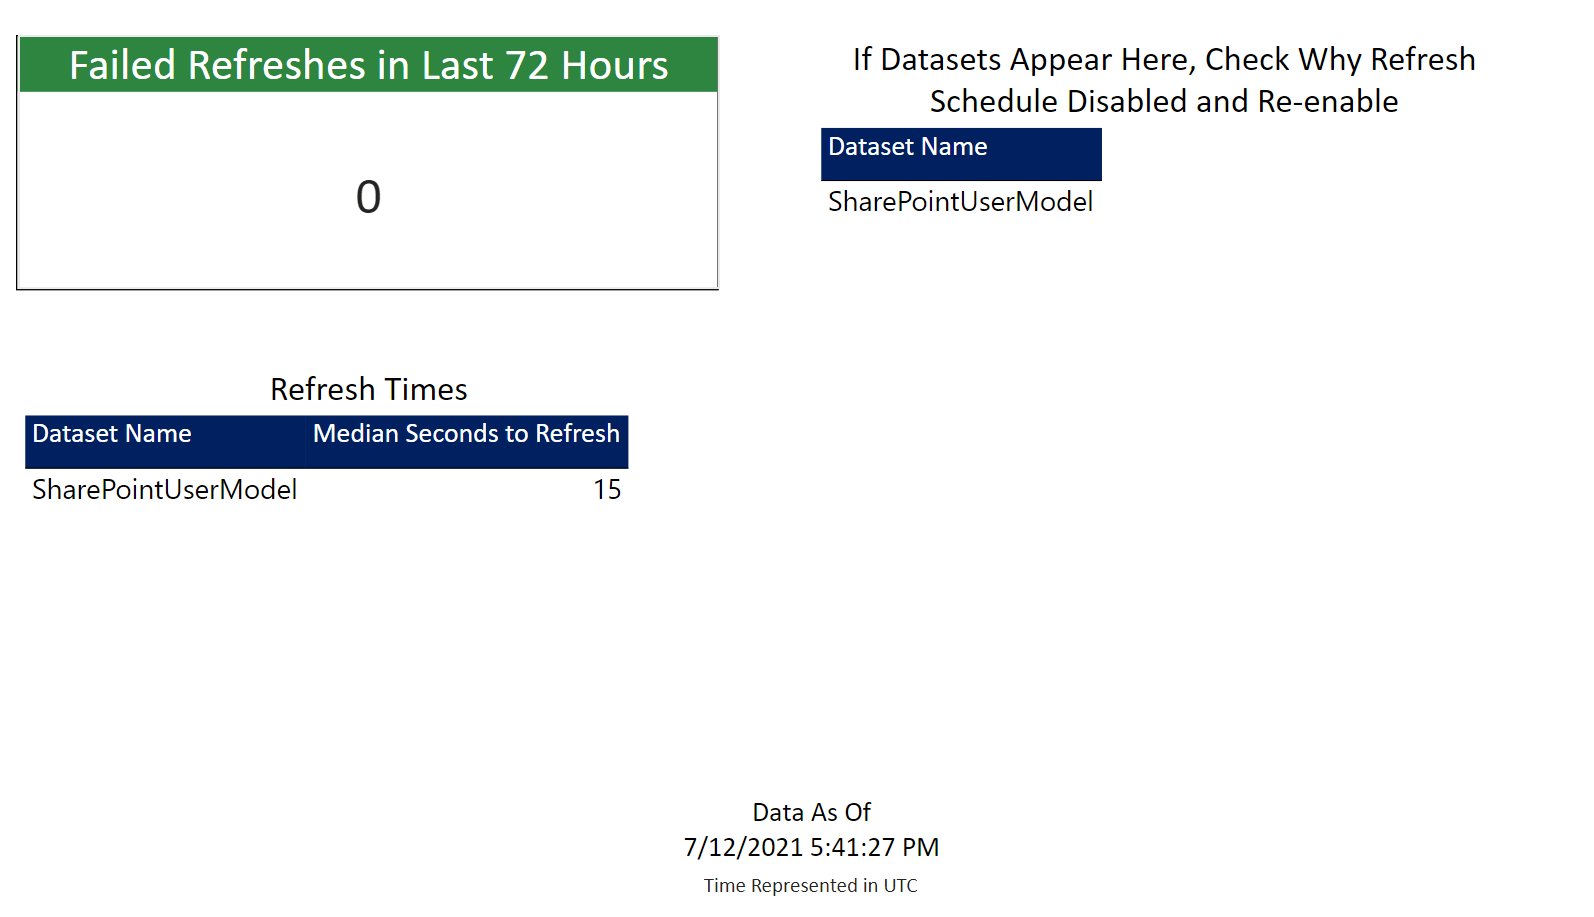 Failed Refreshes in Last 72 Hours
0
If Datasets Appear Here, Check Why Refresh
Schedule Disabled and Re-enable
Dataset Name
SharePointUserModel
Refresh Times
Dataset Name Median Seconds to Refresh
SharePointUserModel 15
Data As Of
7/12/2021 5:41:27 PM
Time Represented in UTC